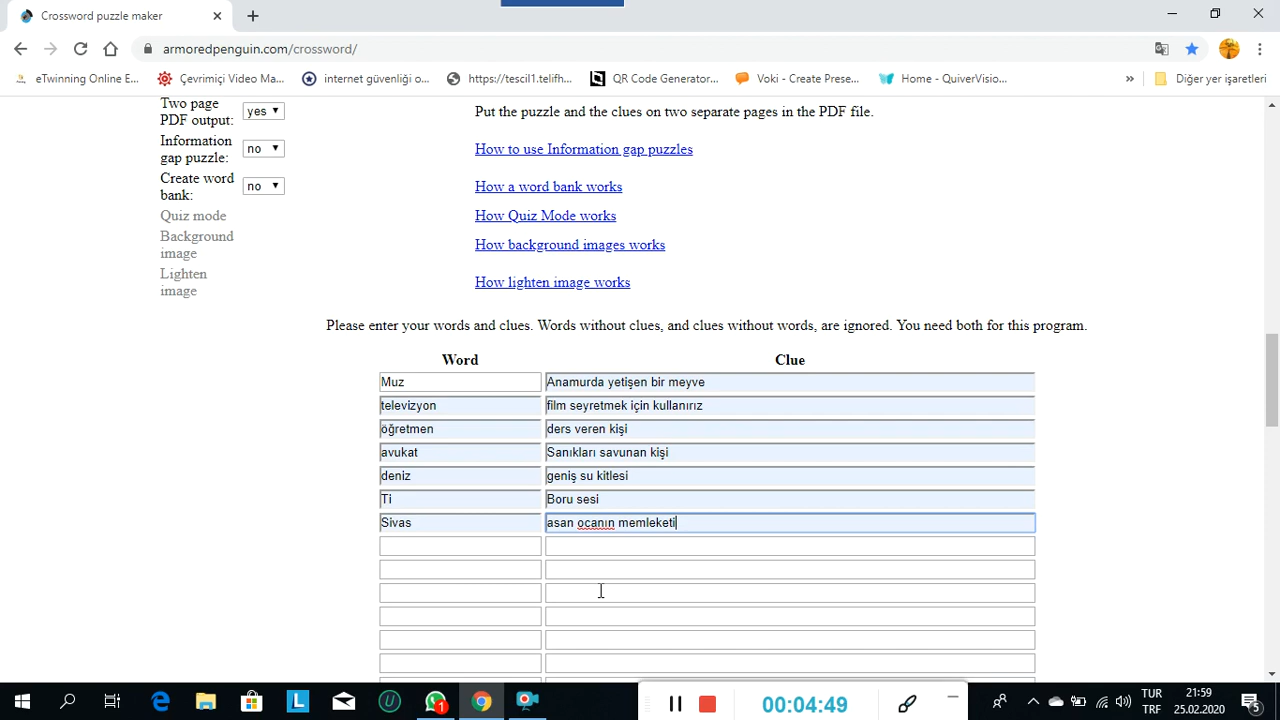 Crossword puzzle maker
armoredpenguin.com/crossword/
eTwinning Online E...
Çevrimiçi Video Ma...
internet güvenliği o...
https://tescil1.telifh...
QR Code Generator...
Voki - Create Prese...
Home - QuiverVisio...
»
Diğer yer işaretleri
Two page PDF output:
yes
Put the puzzle and the clues on two separate pages in the PDF file.
Information gap puzzle:
no
How to use Information gap puzzles
Create word bank:
no
How a word bank works
Quiz mode
How Quiz Mode works
Background image
How background images works
Lighten image
How lighten image works
Please enter your words and clues. Words without clues, and clues without words, are ignored. You need both for this program.
Word Clue
Muz Anamurda yetişen bir meyve
televizyon film seyretmek için kullanırız
öğretmen ders veren kişi
avukat Sanıkları savunan kişi
deniz geniş su kitlesi
Ti Boru sesi
Sivas asan ocanın memleketi
L
1
00:04:49
TUR
TRF
21:59
25.02.2020
5